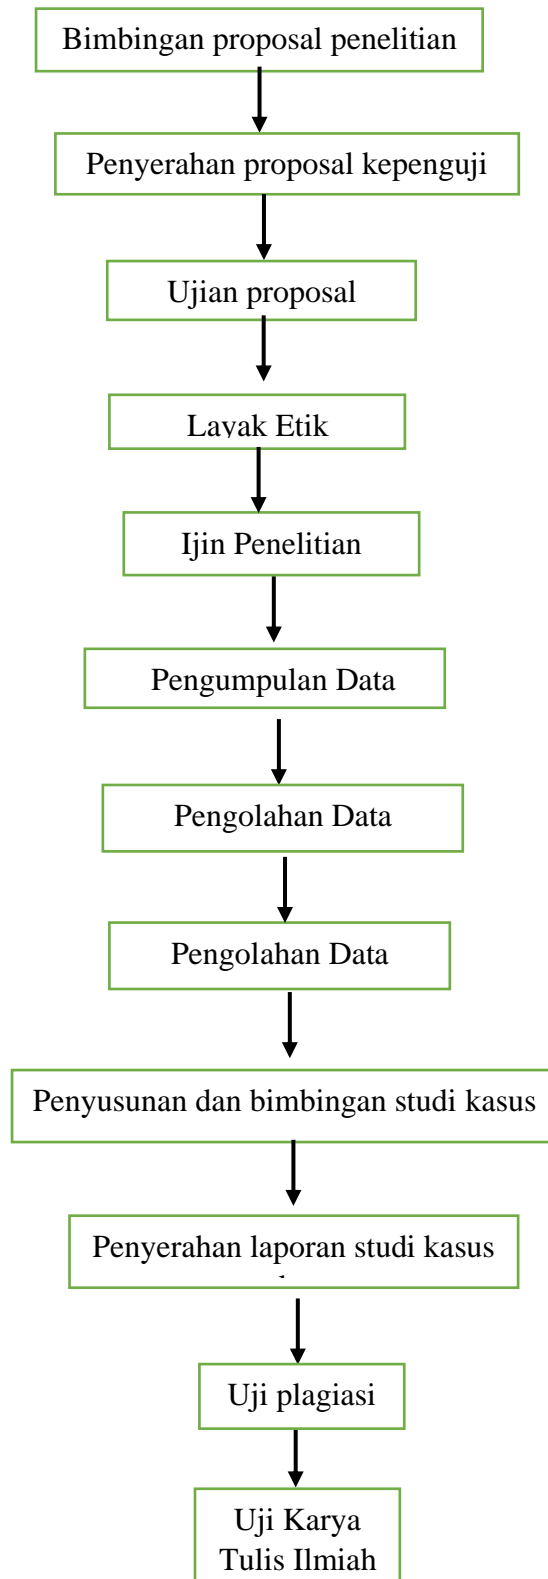 Bimbingan proposal penelitian
Penyerahan proposal kepenguji
Ujian proposal
Layak Etik
Ijin Penelitian
Pengumpulan Data
Pengolahan Data
Pengolahan Data
Penyusunan dan bimbingan studi kasus
Penyerahan laporan studi kasus
Uji plagiasi
Uji Karya
Tulis Ilmiah